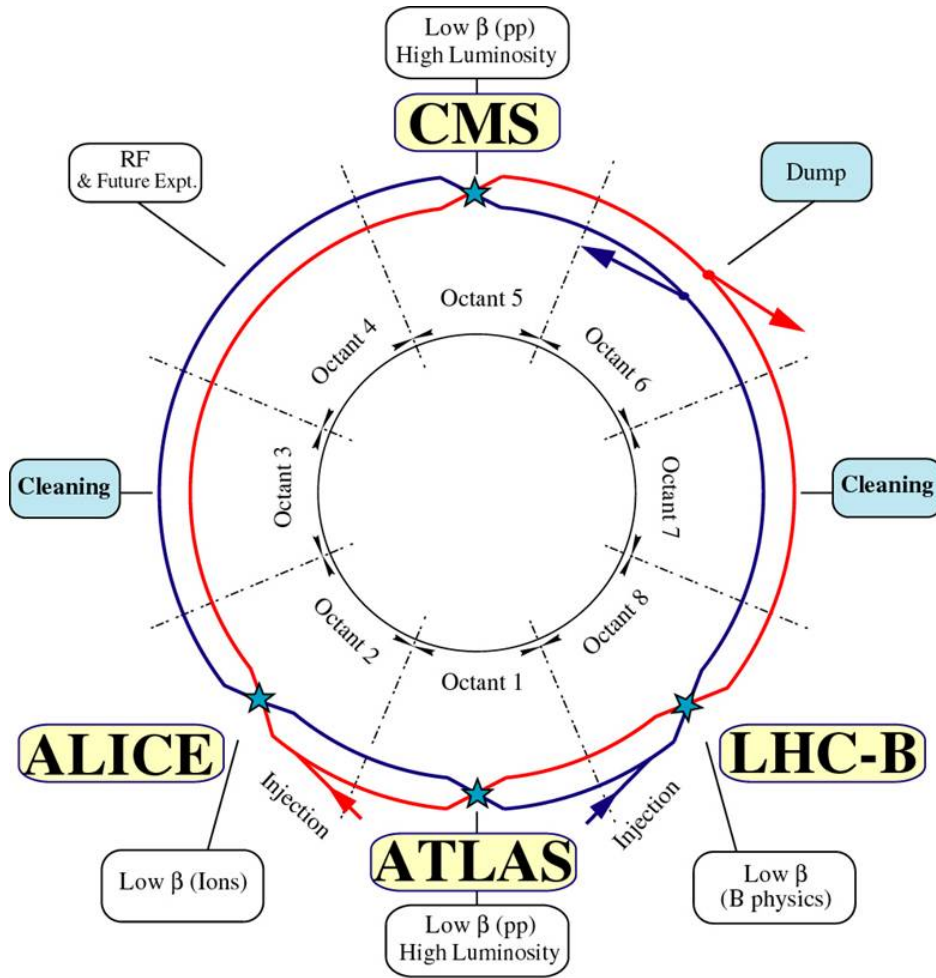 Low β (pp)
High Luminosity
CMS
RF
& Future Expt.
Dump
Octant 5
Octant 4
Octant 6
Cleaning
Octant 3
Octant 7
Cleaning
Octant 2
Octant 8
Octant 1
ALICE
LHC-B
Injection
Injection
ATLAS
Low β (Ions)
Low β
(B physics)
Low β (pp)
High Luminosity